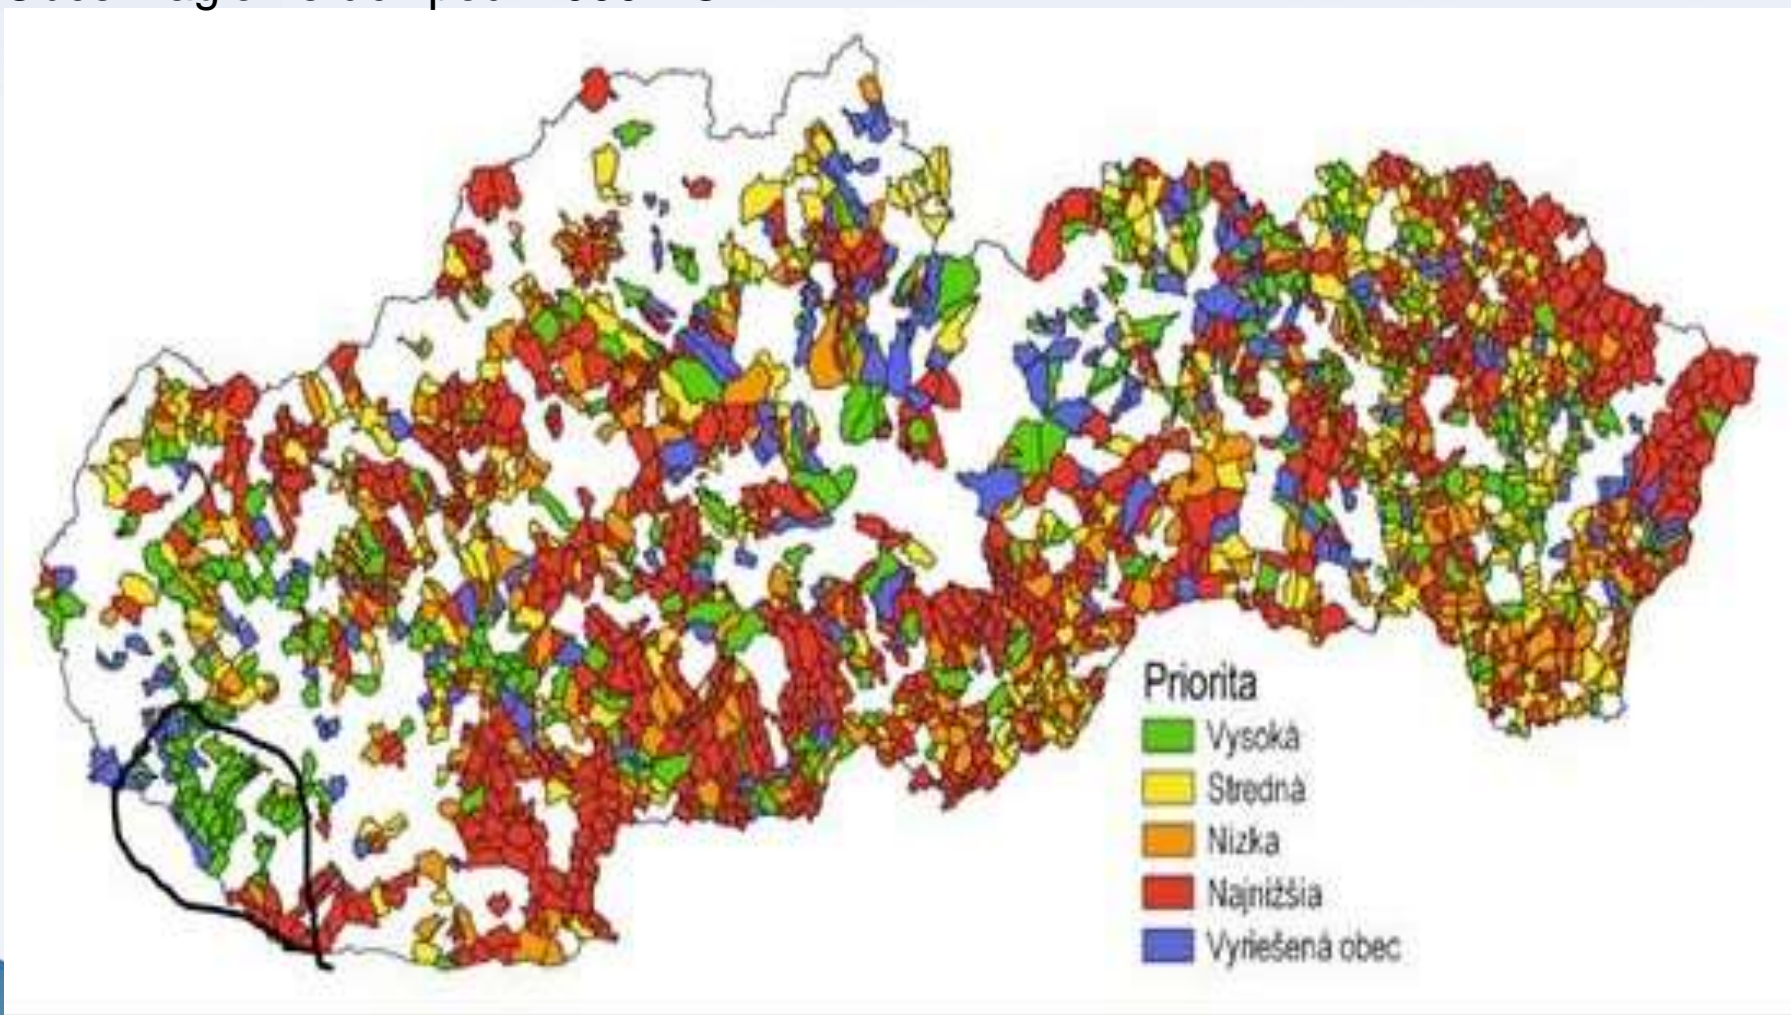 Priorita
Vysoká
Stredná
Nízka
Najnižšia
Vyriešená obec